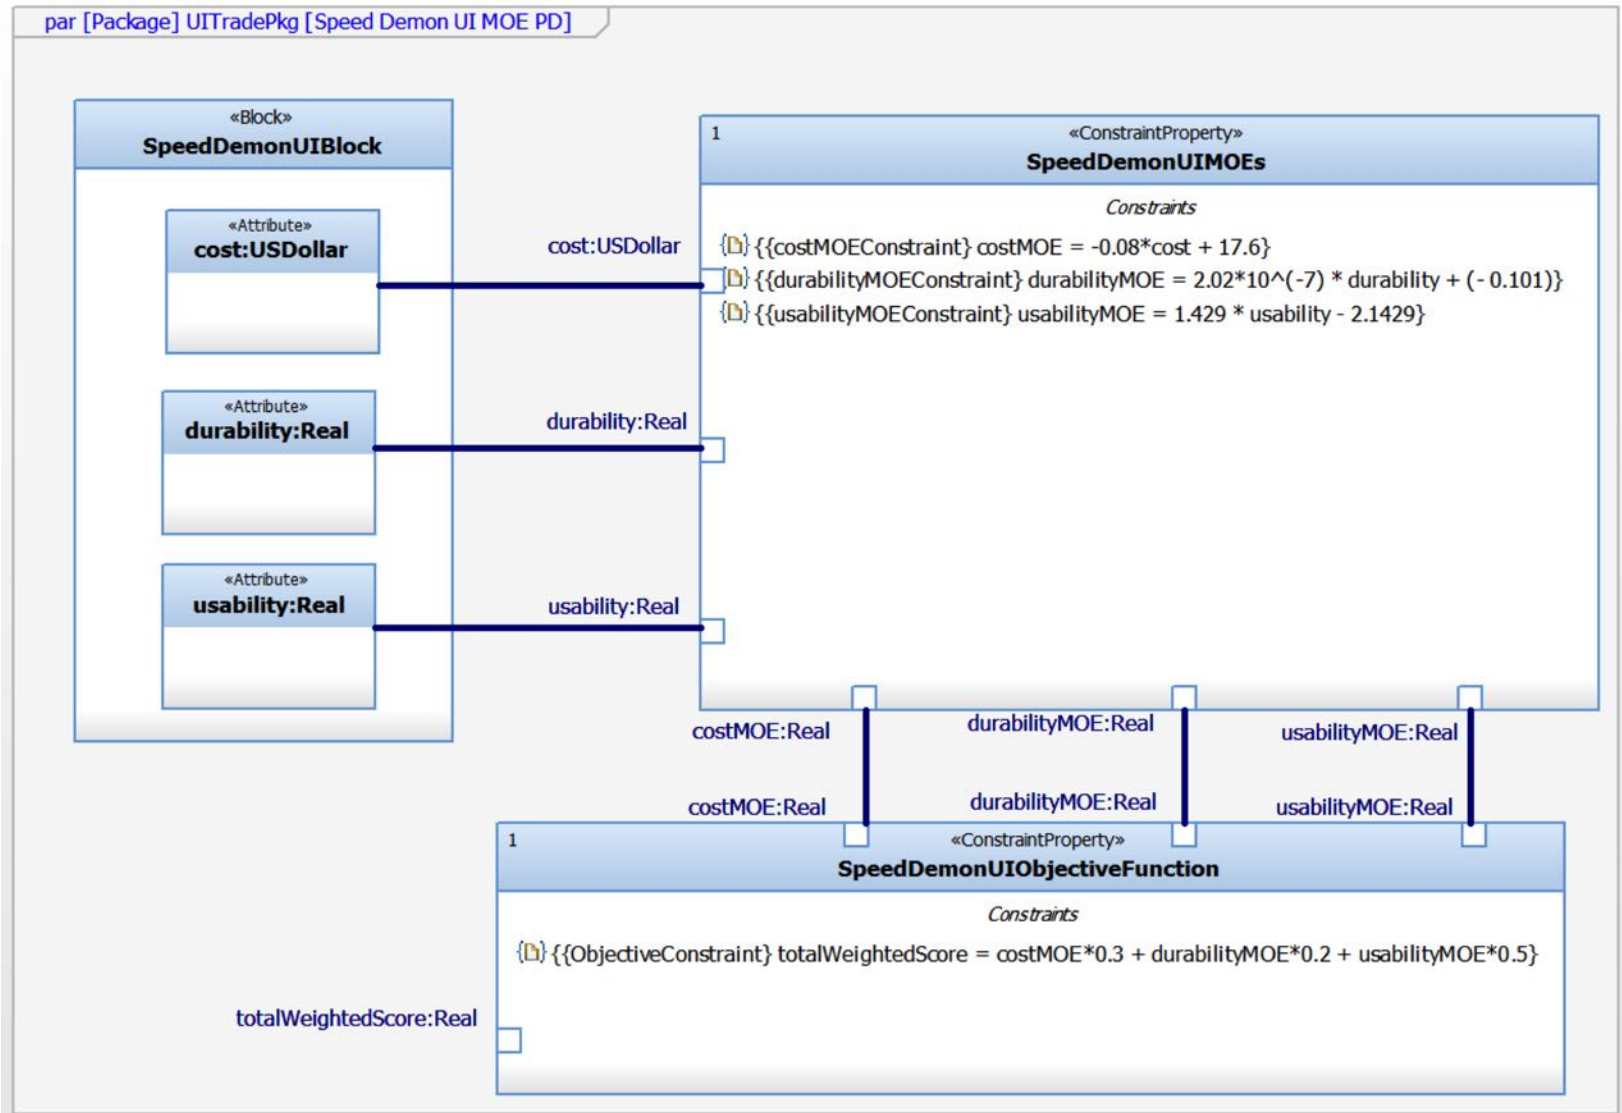 par [Package] UITradePkg [Speed Demon UI MOE PD]
«Block»
SpeedDemonUIBlock
«Attribute»
cost:USDollar
«Attribute»
durability:Real
«Attribute»
usability:Real
cost:USDollar
durability:Real
usability:Real
1
«ConstraintProperty»
SpeedDemonUIMOEs
Constraints
{{costMOEConstraint} costMOE = -0.08*cost + 17.6}
{{durabilityMOEConstraint} durabilityMOE = 2.02*10^(-7) * durability + (- 0.101)}
{{usabilityMOEConstraint} usabilityMOE = 1.429 * usability - 2.1429}
costMOE:Real
durabilityMOE:Real
usabilityMOE:Real
costMOE:Real
durabilityMOE:Real
usabilityMOE:Real
1
«ConstraintProperty»
SpeedDemonUIObjectiveFunction
Constraints
{{ObjectiveConstraint} totalWeightedScore = costMOE*0.3 + durabilityMOE*0.2 + usabilityMOE*0.5}
totalWeightedScore:Real